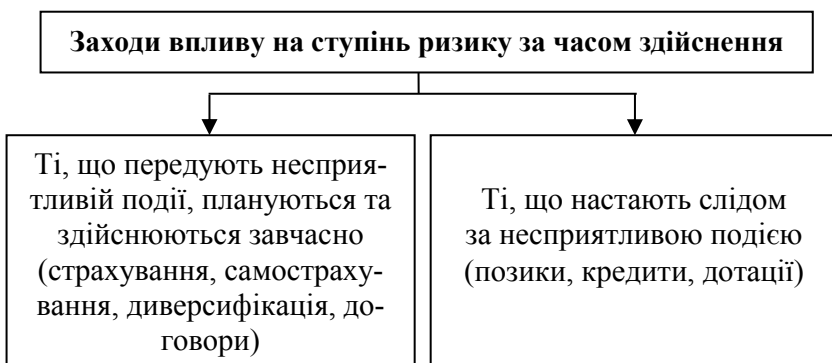 Заходи впливу на ступінь ризику за часом здійснення
Ті, що передують несприя-
тливій події, плануються та
здійснюються завчасно
(страхування, самостраху-
вання, диверсифікація, до-
говори)
Ті, що настають слідом
за несприятливою подією
(позики, кредити, дотації)